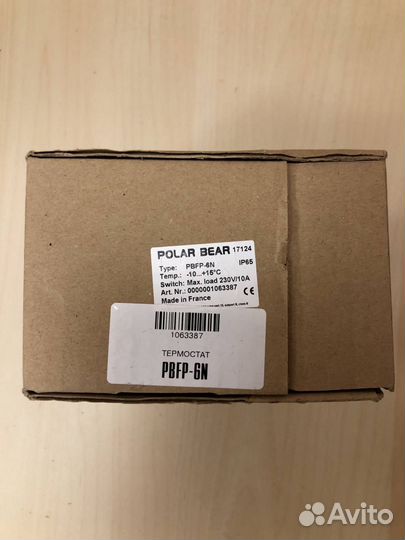 POLAR BEAR 17124
Type: PBFP-6N IP65
Temp.: -10...+15°C
Switch: Max. load 230V/10A
Art. Nr.: 0000001063387
Made in France CE
1063387
ТЕРМОСТАТ
PBFP-6N
Avito